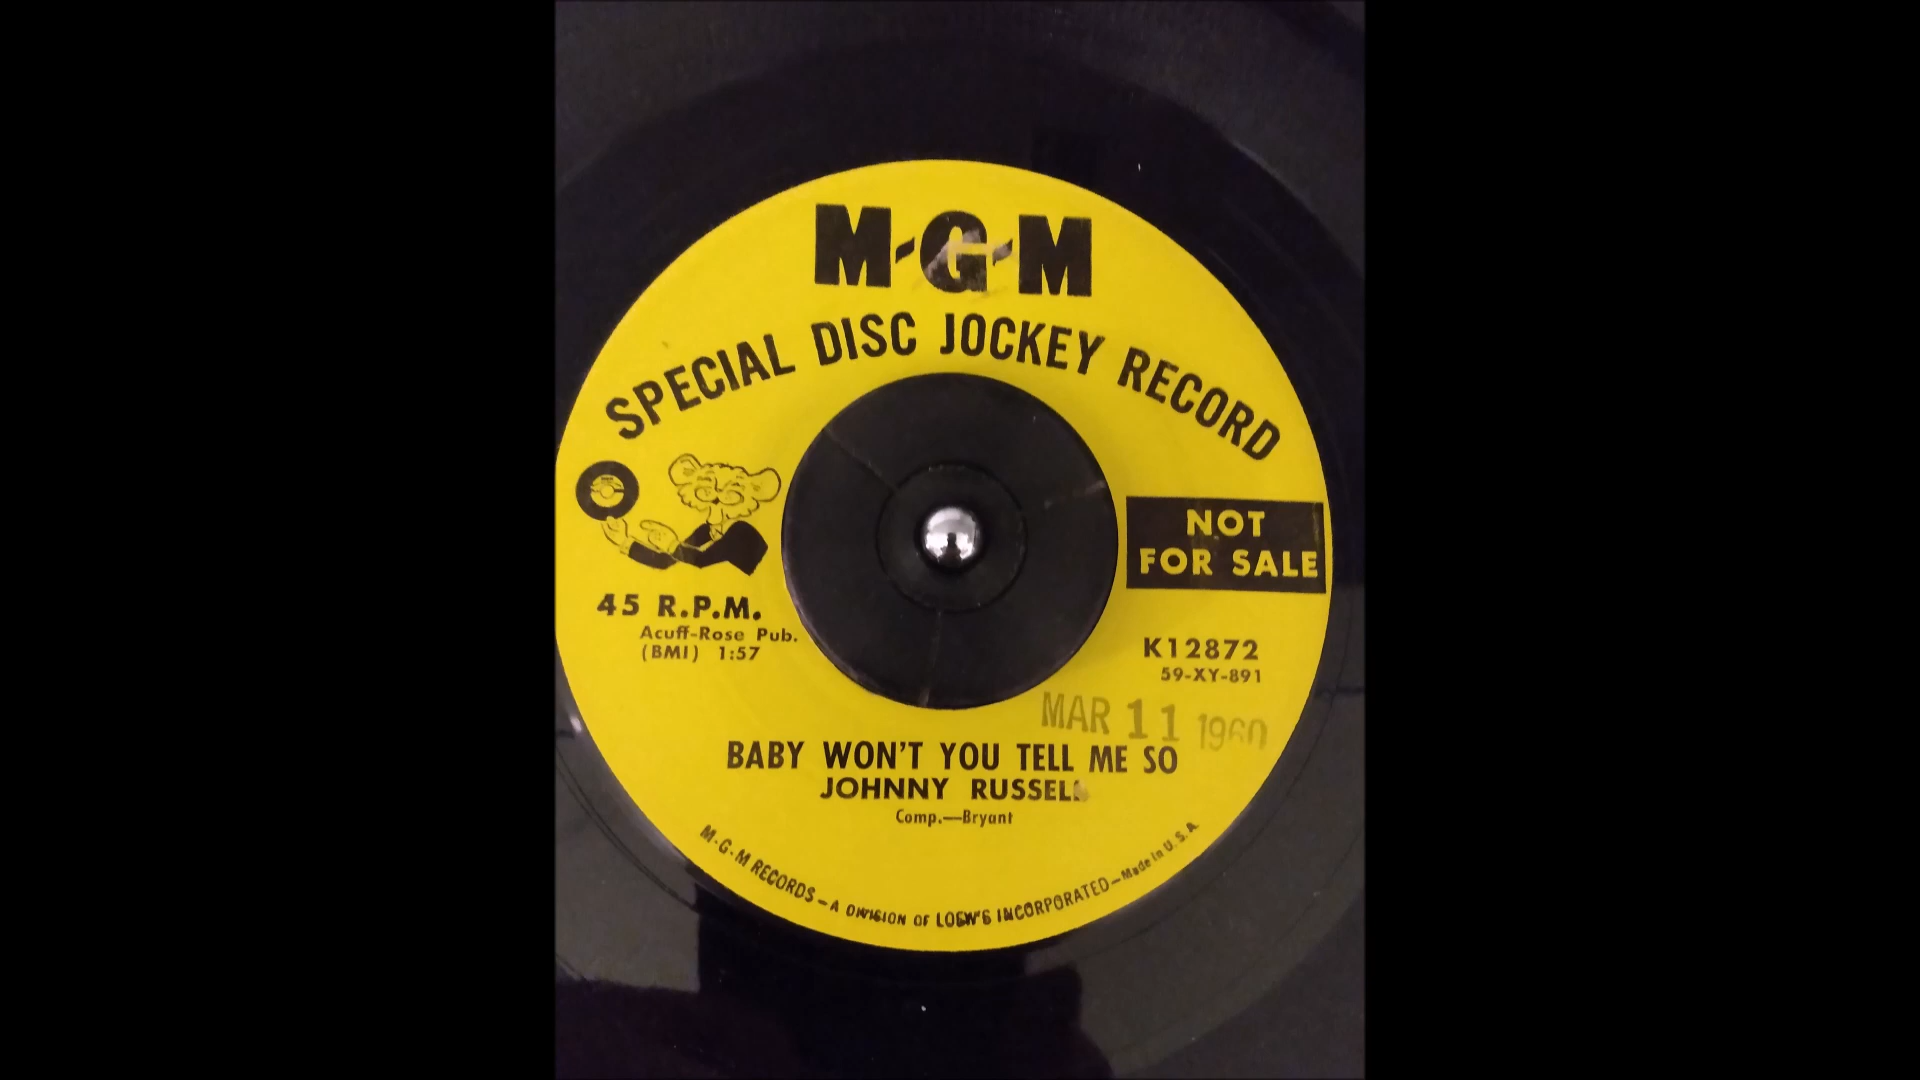 M-G-M
SPECIAL DISC JOCKEY RECORD
NOT
FOR SALE
45 R.P.M.
Acuff-Rose Pub.
(BMI) 1:57
K12872
59-XY-891
MAR 11 1960
BABY WON'T YOU TELL ME SO
JOHNNY RUSSELL
Comp.—Bryant
M-G-M RECORDS – A DIVISION OF LOEW'S INCORPORATED – Made in U.S.A.